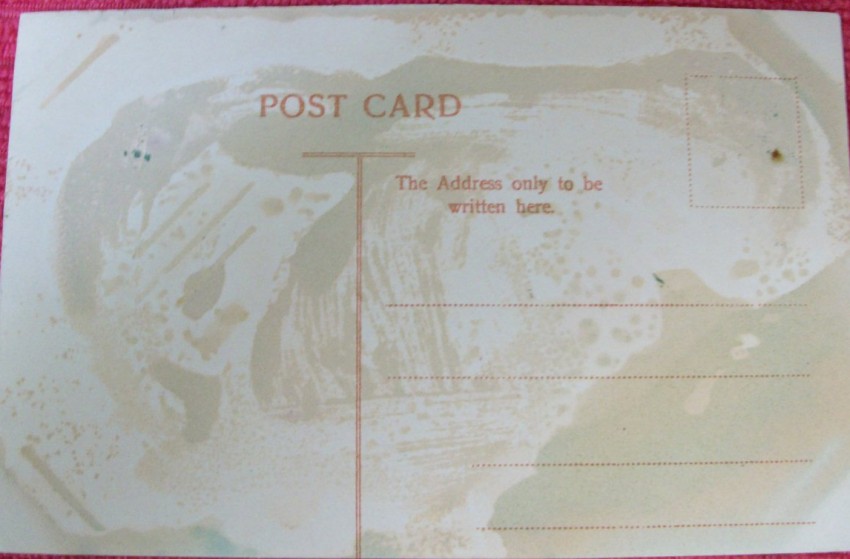 POST CARD
The Address only to be
written here.